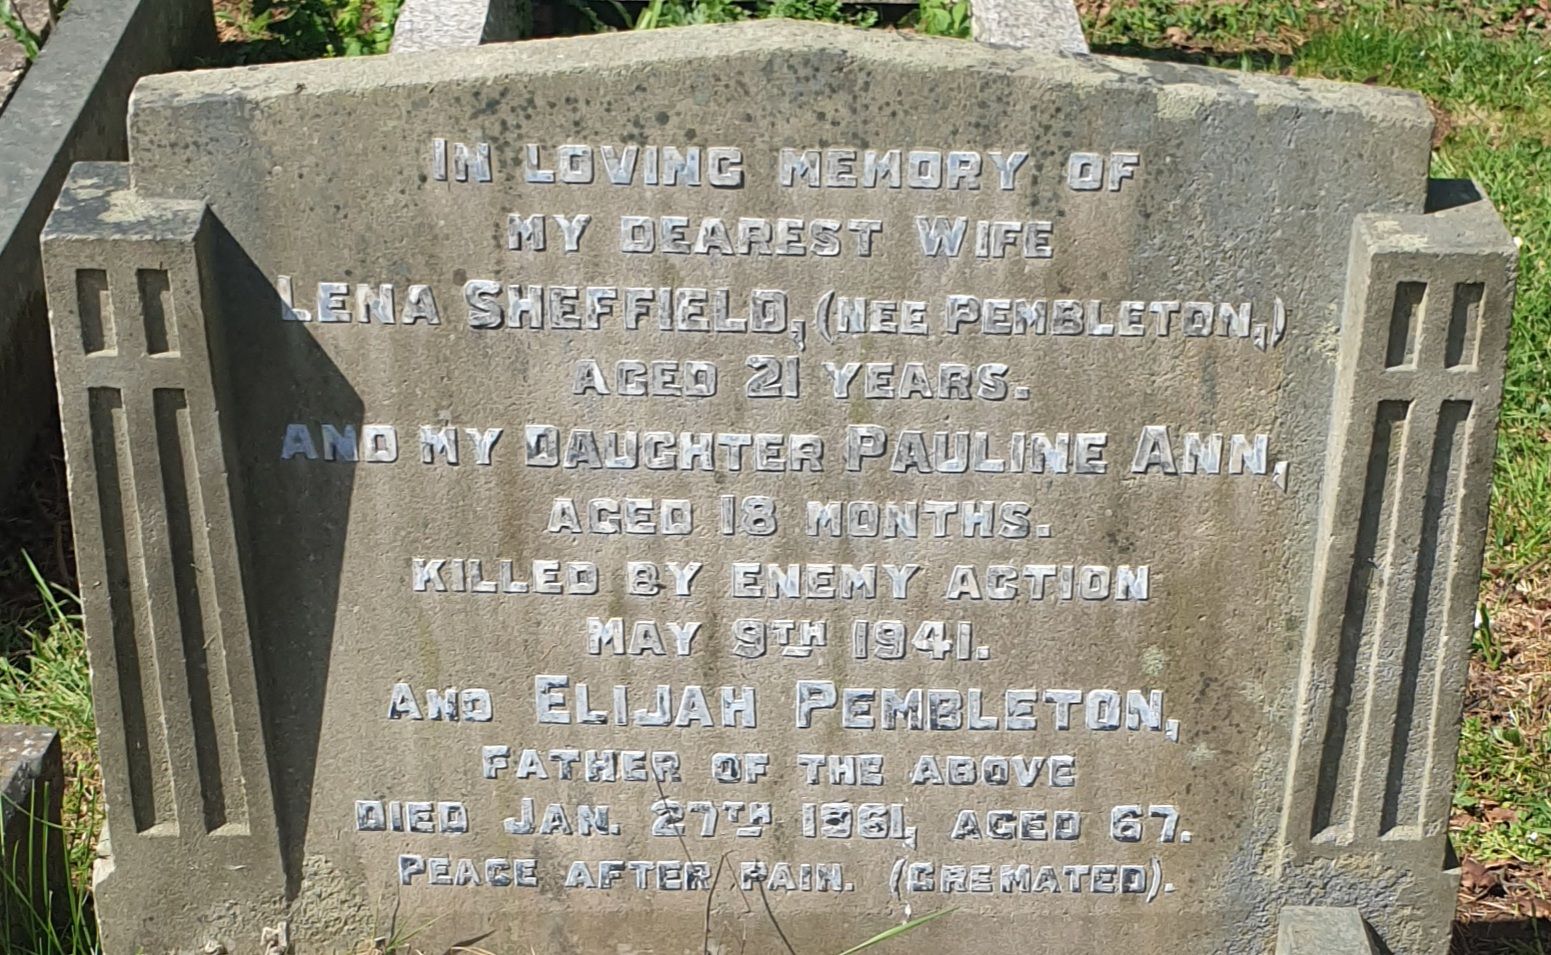 IN LOVING MEMORY OF
MY DEAREST WIFE
LENA SHEFFIELD, (NEE PEMBLETON,)
AGED 21 YEARS.
AND MY DAUGHTER PAULINE ANN,
AGED 18 MONTHS.
KILLED BY ENEMY ACTION
MAY 9TH 1941.
AND ELIJAH PEMBLETON,
FATHER OF THE ABOVE
DIED JAN. 27TH 1961, AGED 67.
PEACE AFTER PAIN. (CREMATED).